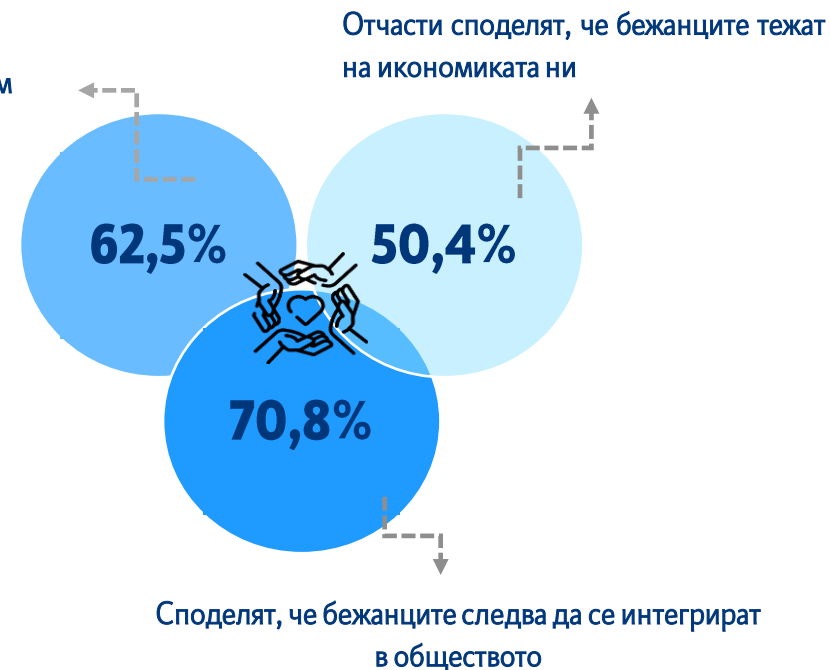 Отчасти споделят, че бежанците тежат
на икономиката ни
62,5%
50,4%
70,8%
Споделят, че бежанците следва да се интегрират
в обществото